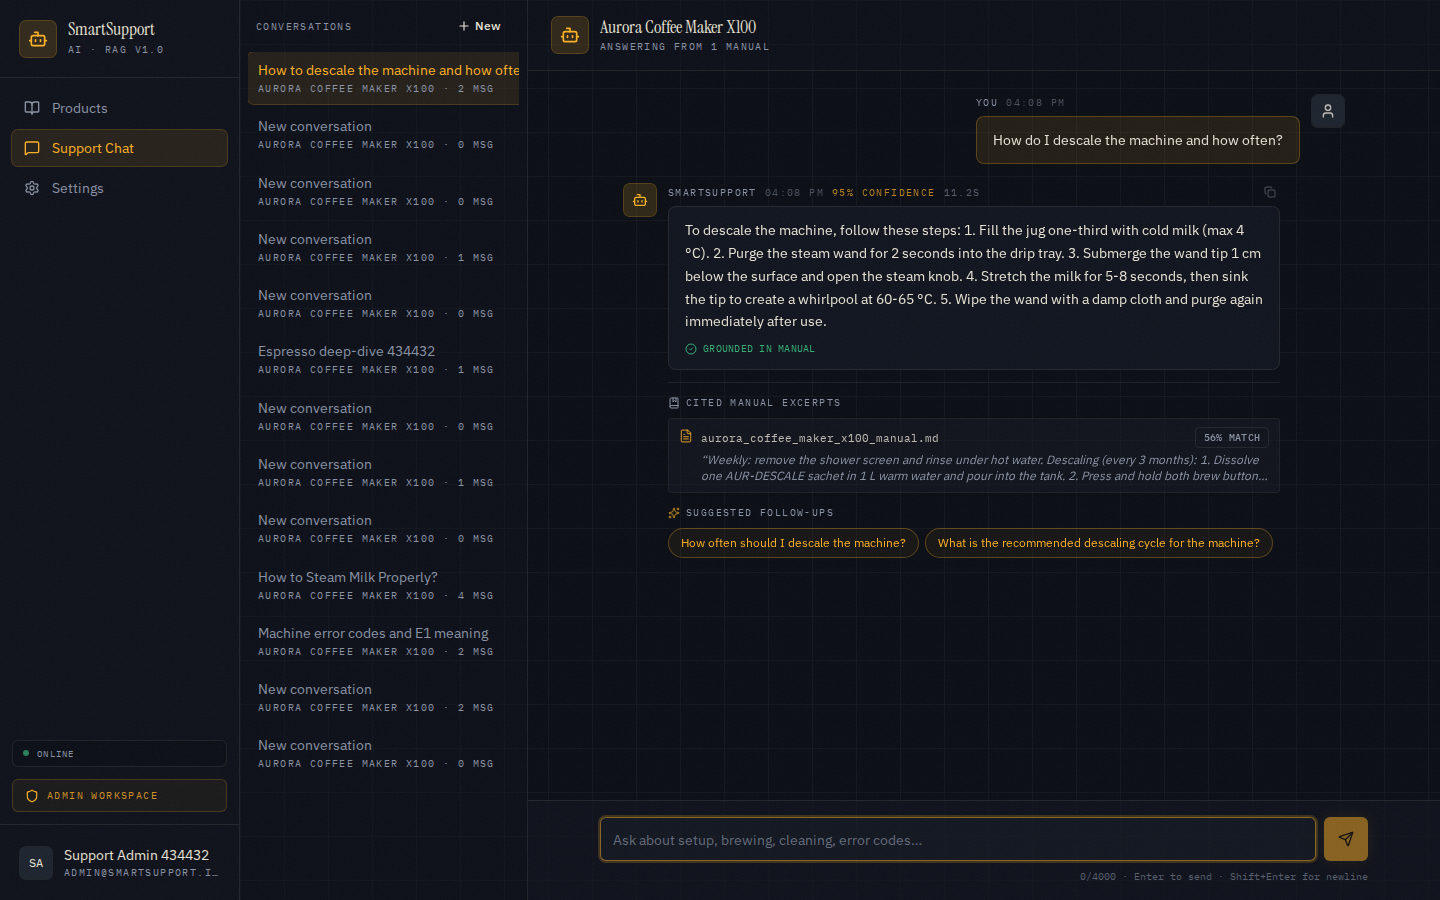 SmartSupport
AI · RAG V1.0
Products
Support Chat
Settings
ONLINE
ADMIN WORKSPACE
SA
Support Admin 434432
ADMIN@SMARTSUPPORT.I…
CONVERSATIONS
New
How to descale the machine and how ofte
AURORA COFFEE MAKER X100 · 2 MSG
New conversation
AURORA COFFEE MAKER X100 · 0 MSG
New conversation
AURORA COFFEE MAKER X100 · 0 MSG
New conversation
AURORA COFFEE MAKER X100 · 1 MSG
New conversation
AURORA COFFEE MAKER X100 · 0 MSG
Espresso deep-dive 434432
AURORA COFFEE MAKER X100 · 1 MSG
New conversation
AURORA COFFEE MAKER X100 · 0 MSG
New conversation
AURORA COFFEE MAKER X100 · 1 MSG
New conversation
AURORA COFFEE MAKER X100 · 0 MSG
How to Steam Milk Properly?
AURORA COFFEE MAKER X100 · 4 MSG
Machine error codes and E1 meaning
AURORA COFFEE MAKER X100 · 2 MSG
New conversation
AURORA COFFEE MAKER X100 · 2 MSG
New conversation
AURORA COFFEE MAKER X100 · 0 MSG
Aurora Coffee Maker X100
ANSWERING FROM 1 MANUAL
YOU 04:08 PM
How do I descale the machine and how often?
SMARTSUPPORT 04:08 PM 95% CONFIDENCE 11.2S
To descale the machine, follow these steps: 1. Fill the jug one-third with cold milk (max 4
°C). 2. Purge the steam wand for 2 seconds into the drip tray. 3. Submerge the wand tip 1 cm
below the surface and open the steam knob. 4. Stretch the milk for 5-8 seconds, then sink
the tip to create a whirlpool at 60-65 °C. 5. Wipe the wand with a damp cloth and purge again
immediately after use.
GROUNDED IN MANUAL
CITED MANUAL EXCERPTS
aurora_coffee_maker_x100_manual.md
56% MATCH
“Weekly: remove the shower screen and rinse under hot water. Descaling (every 3 months): 1. Dissolve
one AUR-DESCALE sachet in 1 L warm water and pour into the tank. 2. Press and hold both brew button…
SUGGESTED FOLLOW-UPS
How often should I descale the machine?
What is the recommended descaling cycle for the machine?
Ask about setup, brewing, cleaning, error codes…
0/4000 · Enter to send · Shift+Enter for newline